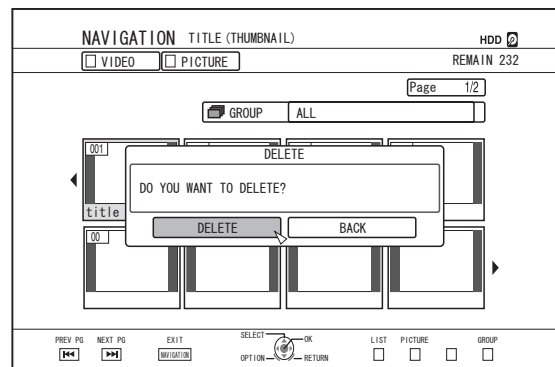 NAVIGATION TITLE (THUMBNAIL) HDD
VIDEO PICTURE REMAIN 232
Page 1/2
GROUP ALL
001
DELETE
DO YOU WANT TO DELETE?
title
DELETE BACK
00
PREV PG NEXT PG EXIT SELECT OK LIST PICTURE GROUP
NAVIGATION OPTION RETURN